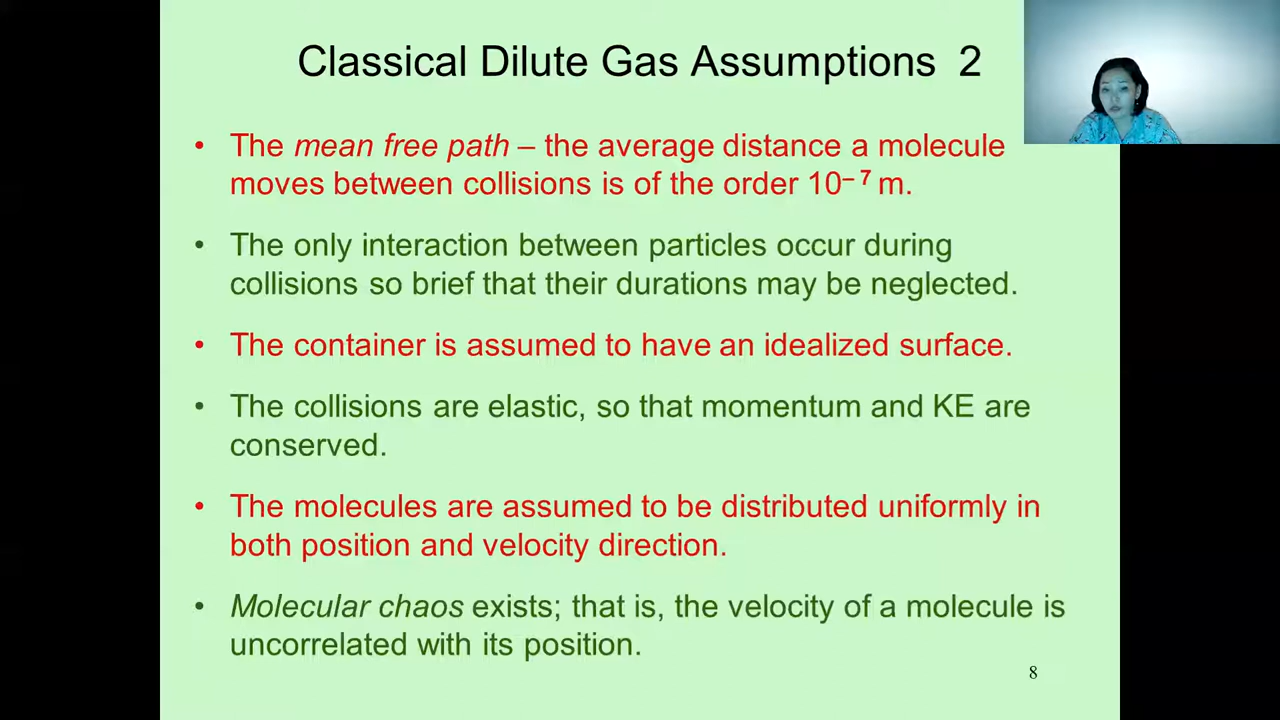 Classical Dilute Gas Assumptions 2
• The mean free path – the average distance a molecule
moves between collisions is of the order 10⁻⁷ m.
• The only interaction between particles occur during
collisions so brief that their durations may be neglected.
• The container is assumed to have an idealized surface.
• The collisions are elastic, so that momentum and KE are
conserved.
• The molecules are assumed to be distributed uniformly in
both position and velocity direction.
• Molecular chaos exists; that is, the velocity of a molecule is
uncorrelated with its position.
8